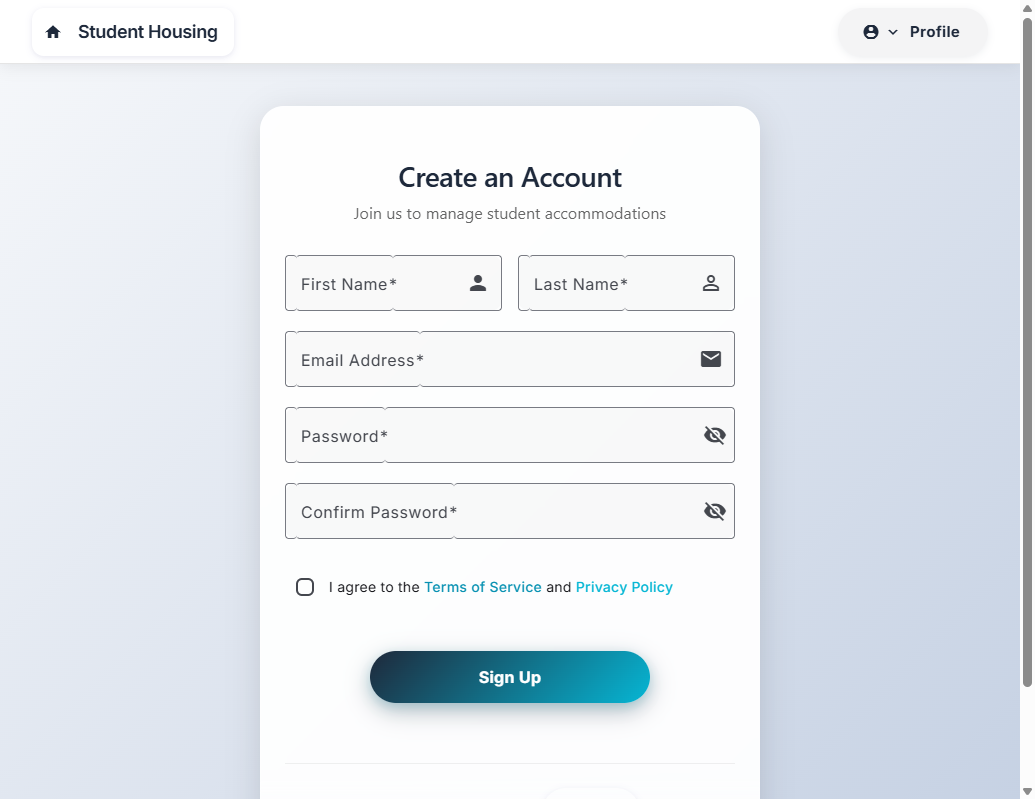 Student Housing
Profile
Create an Account
Join us to manage student accommodations
First Name*
Last Name*
Email Address*
Password*
Confirm Password*
I agree to the Terms of Service and Privacy Policy
Sign Up